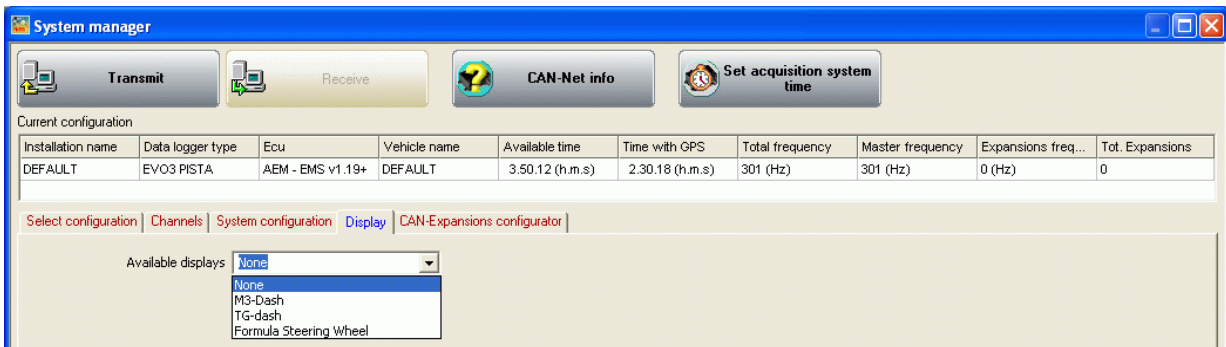 System manager
Transmit
Receive
CAN-Net info
Set acquisition system
time
Current configuration
Installation name Data logger type Ecu Vehicle name Available time Time with GPS Total frequency Master frequency Expansions freq... Tot. Expansions
DEFAULT EVO3 PISTA AEM - EMS v1.19+ DEFAULT 3.50.12 (h.m.s) 2.30.18 (h.m.s) 301 (Hz) 301 (Hz) 0 (Hz) 0
Select configuration Channels System configuration Display CAN-Expansions configurator
Available displays None
None
M3-Dash
TG-dash
Formula Steering Wheel